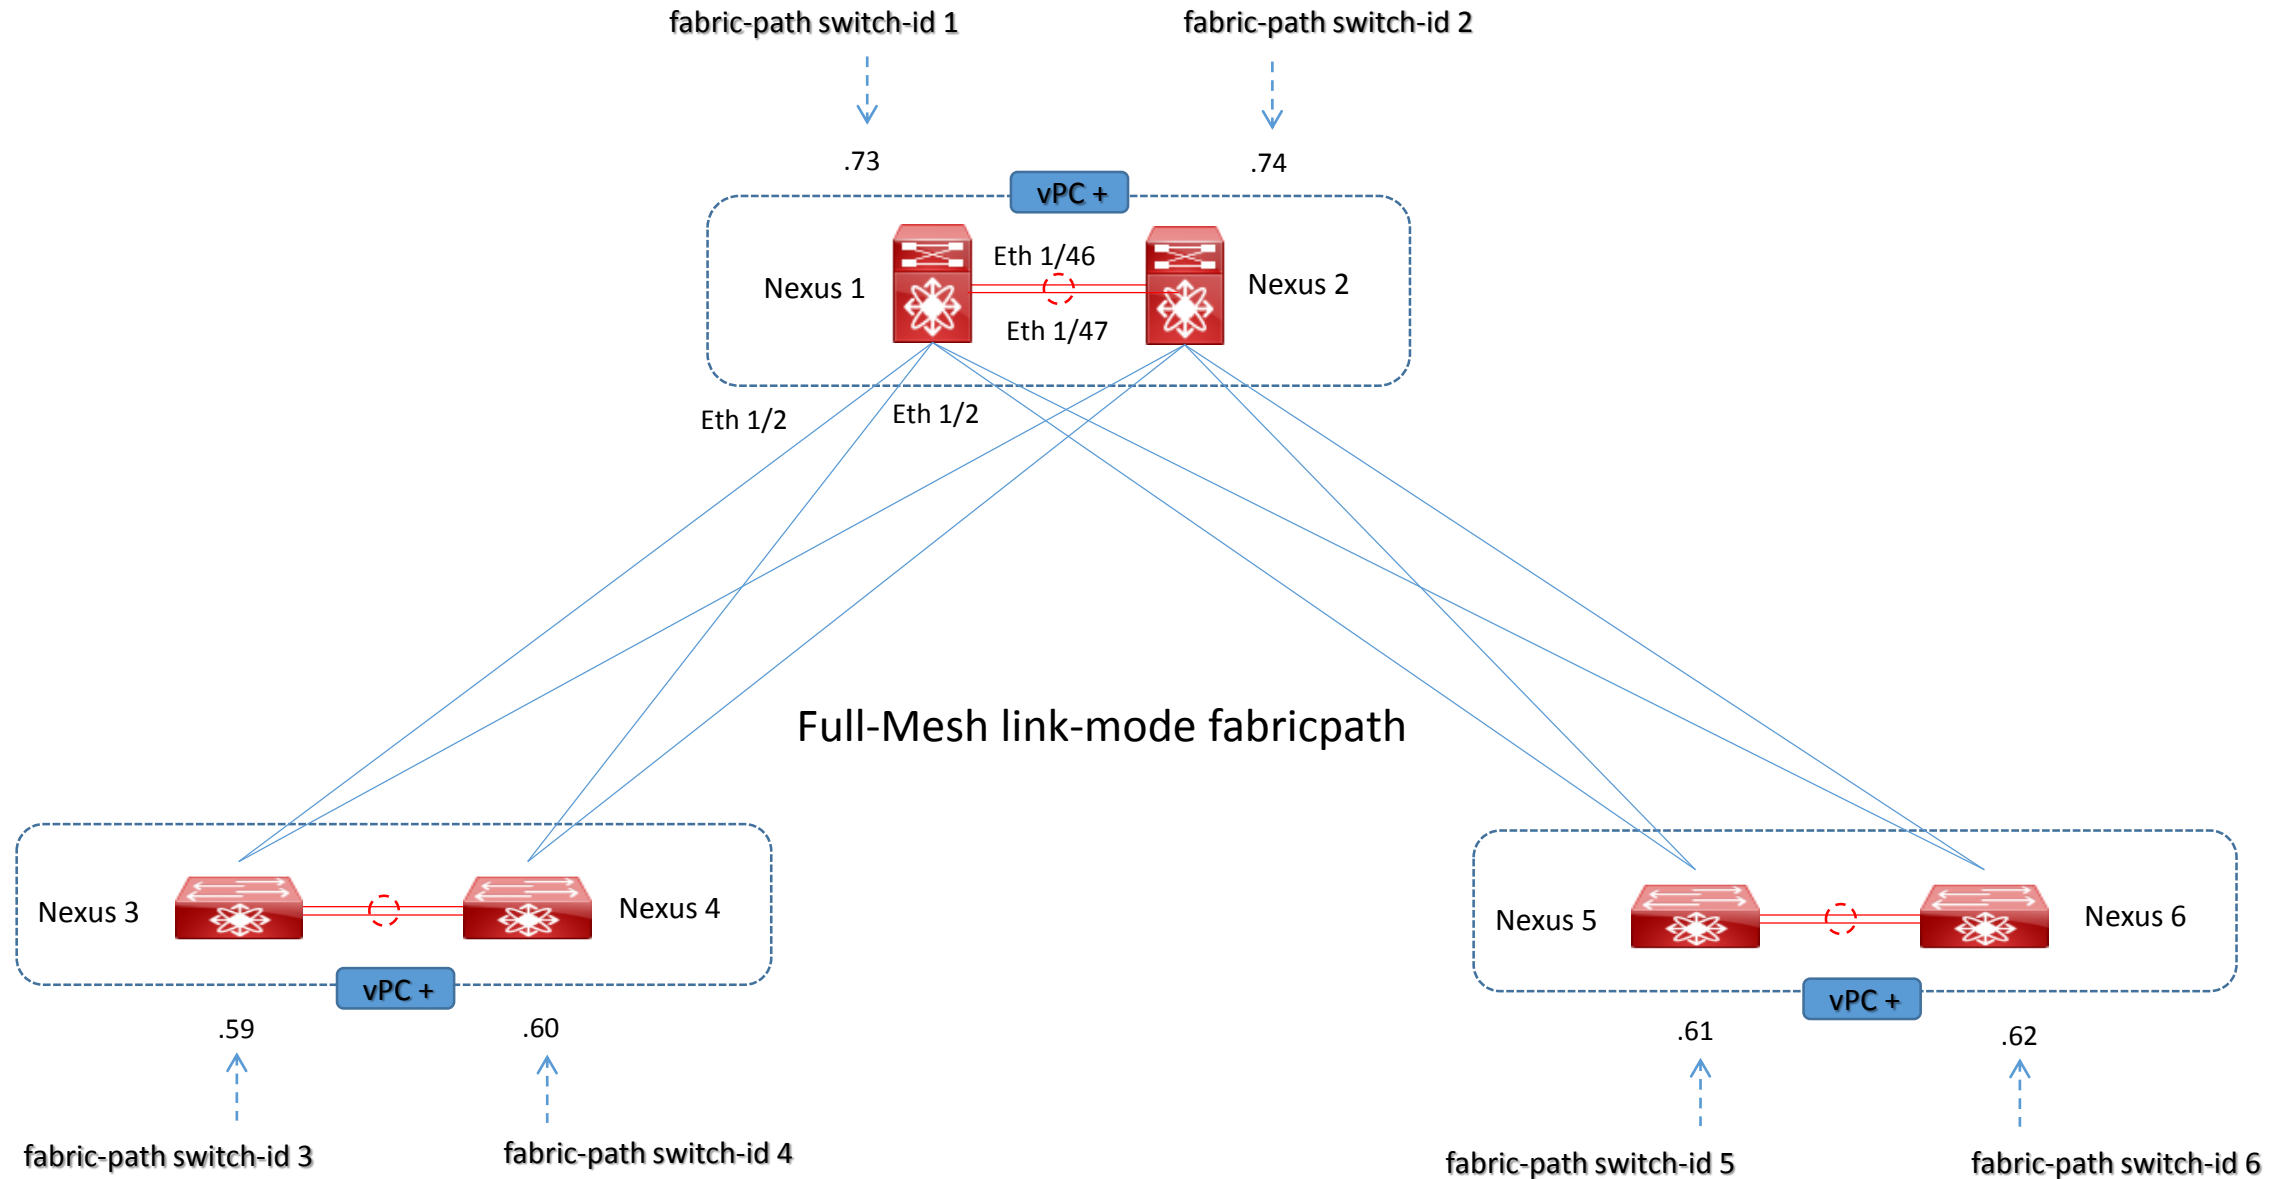 fabric-path switch-id 1
fabric-path switch-id 2
.73
.74
vPC +
Nexus 1
Eth 1/46
Nexus 2
Eth 1/47
Eth 1/2
Eth 1/2
Full-Mesh link-mode fabricpath
Nexus 3
Nexus 4
Nexus 5
Nexus 6
vPC +
vPC +
.59
.60
.61
.62
fabric-path switch-id 3
fabric-path switch-id 4
fabric-path switch-id 5
fabric-path switch-id 6